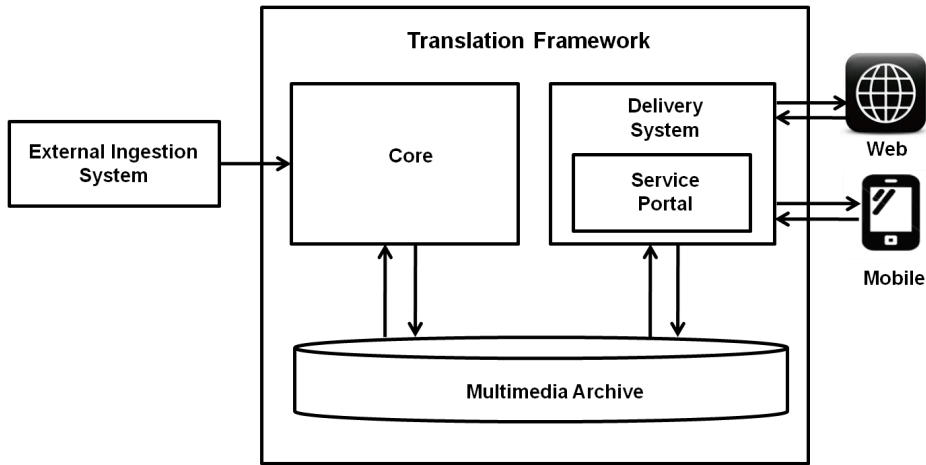 Translation Framework
External Ingestion
System
Core
Delivery
System
Service
Portal
Web
Mobile
Multimedia Archive